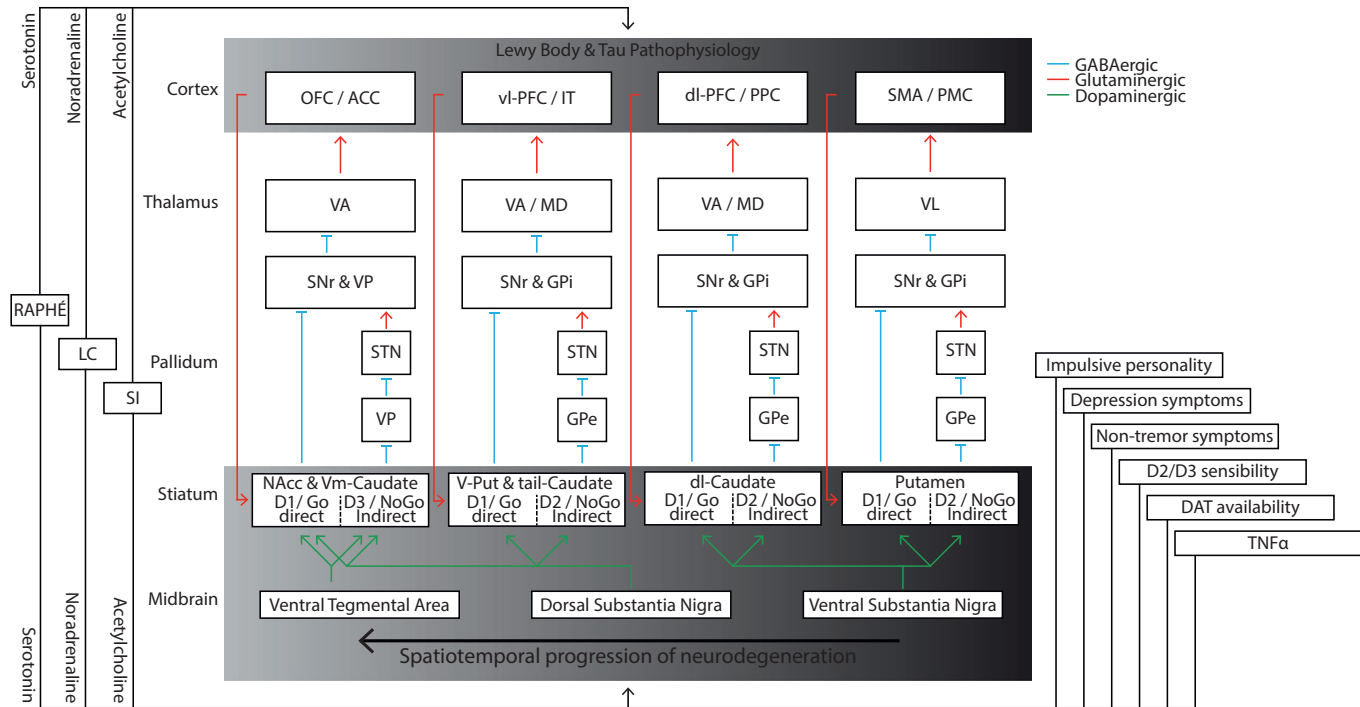 Serotonin
Noradrenaline
Acetylcholine
Lewy Body & Tau Pathophysiology
GABAergic
Glutaminergic
Dopaminergic
Cortex
OFC / ACC
vl-PFC / IT
dl-PFC / PPC
SMA / PMC
Thalamus
VA
VA / MD
VA / MD
VL
SNr & VP
SNr & GPi
SNr & GPi
SNr & GPi
RAPHÉ
LC
SI
Pallidum
STN
STN
STN
STN
VP
GPe
GPe
GPe
Impulsive personality
Depression symptoms
Non-tremor symptoms
D2/D3 sensibility
DAT availability
TNFα
Stiatum
NAcc & Vm-Caudate
D1/ Go
direct
D3 / NoGo
Indirect
V-Put & tail-Caudate
D1/ Go
direct
D2 / NoGo
Indirect
dl-Caudate
D1/ Go
direct
D2 / NoGo
Indirect
Putamen
D1/ Go
direct
D2 / NoGo
Indirect
Midbrain
Ventral Tegmental Area
Dorsal Substantia Nigra
Ventral Substantia Nigra
Spatiotemporal progression of neurodegeneration
Serotonin
Noradrenaline
Acetylcholine